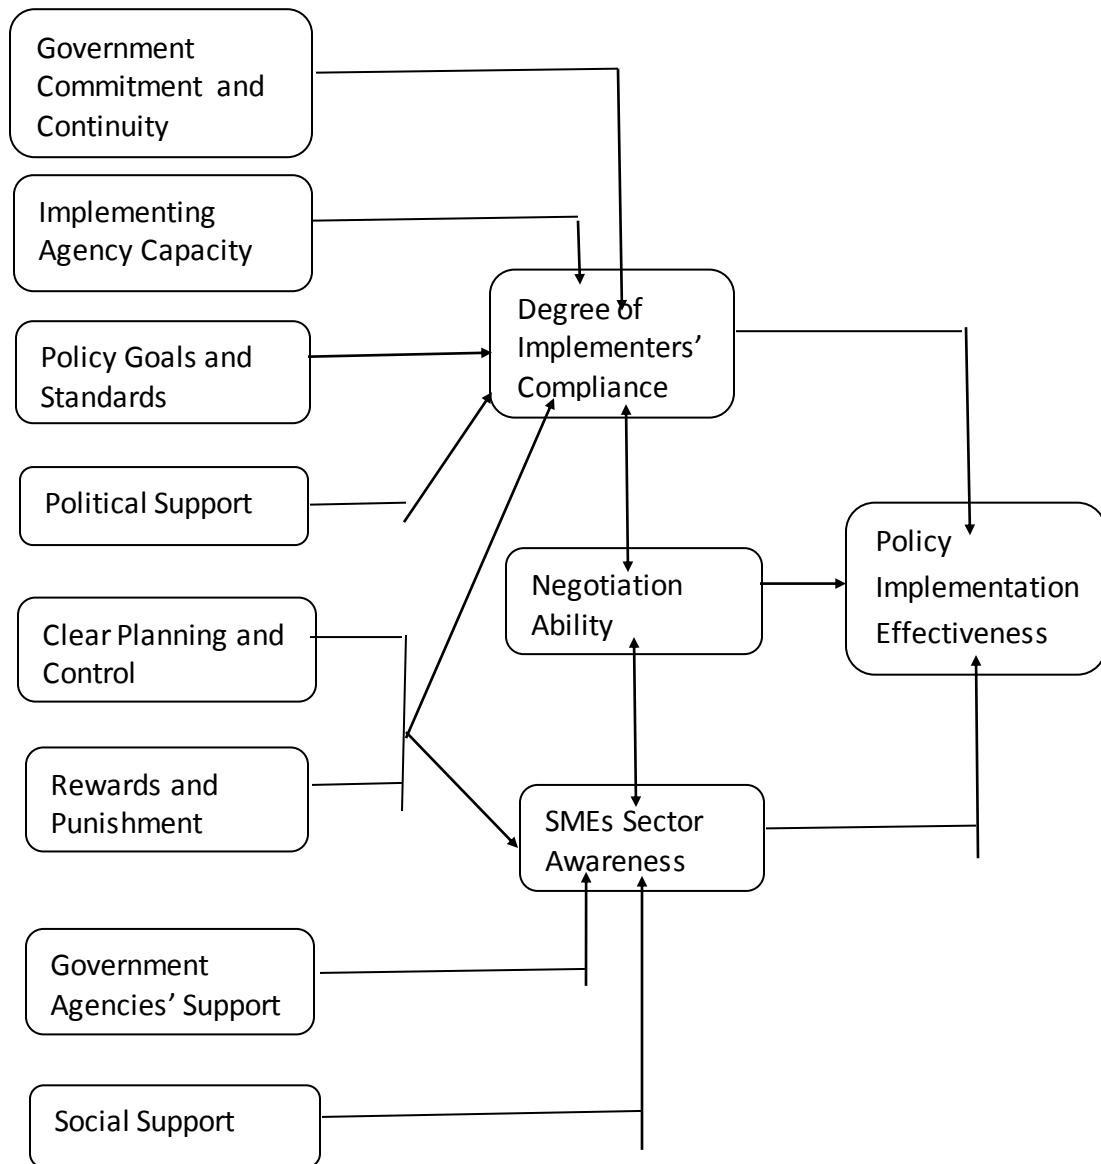 Government
Commitment and
Continuity
Implementing
Agency Capacity
Policy Goals and
Standards
Political Support
Clear Planning and
Control
Rewards and
Punishment
Government
Agencies’ Support
Social Support
Degree of
Implementers’
Compliance
Negotiation
Ability
SMEs Sector
Awareness
Policy
Implementation
Effectiveness